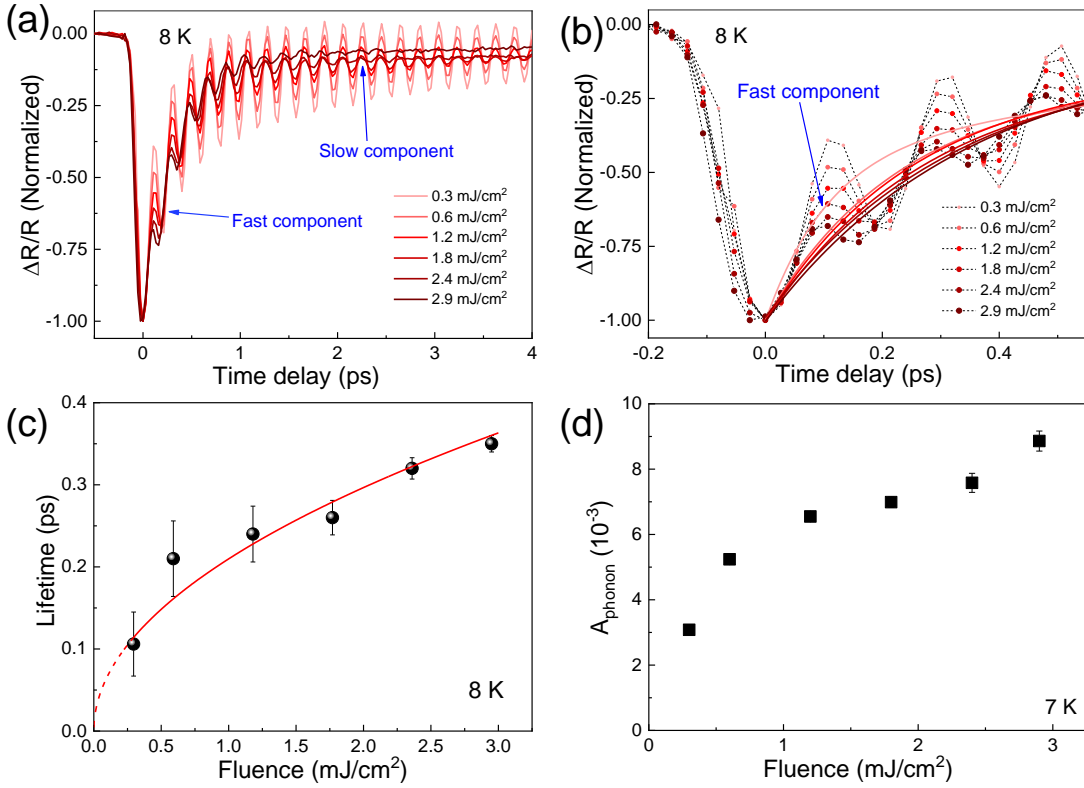 (a)
8 K
0.00
-0.25
-0.50
-0.75
-1.00
ΔR/R (Normalized)
Slow component
Fast component
0.3 mJ/cm²
0.6 mJ/cm²
1.2 mJ/cm²
1.8 mJ/cm²
2.4 mJ/cm²
2.9 mJ/cm²
0 1 2 3 4
Time delay (ps)
(b)
8 K
0.00
-0.25
-0.50
-0.75
-1.00
ΔR/R (Normalized)
Fast component
0.3 mJ/cm²
0.6 mJ/cm²
1.2 mJ/cm²
1.8 mJ/cm²
2.4 mJ/cm²
2.9 mJ/cm²
-0.2 0.0 0.2 0.4
Time delay (ps)
(c)
0.4
0.3
0.2
0.1
0.0
Lifetime (ps)
8 K
0.0 0.5 1.0 1.5 2.0 2.5 3.0
Fluence (mJ/cm²)
(d)
10
8
6
4
2
0
A_phonon (10⁻³)
7 K
0 1 2 3
Fluence (mJ/cm²)